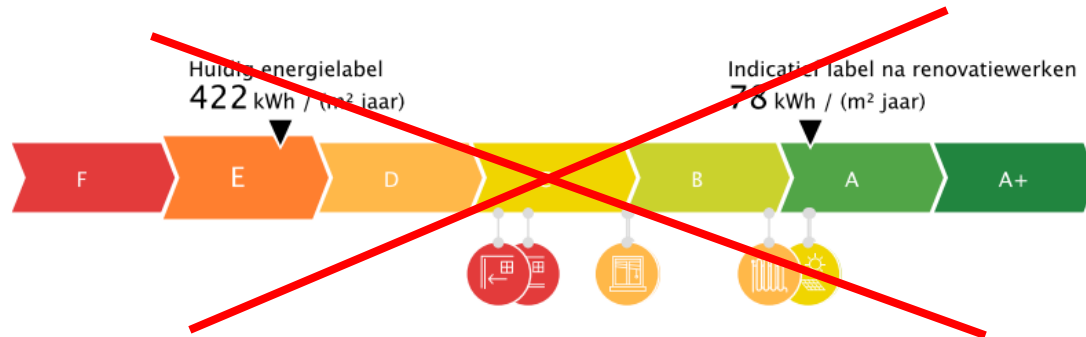 Huidig energielabel
422 kWh / (m² jaar)
Indicatief label na renovatiewerken
78 kWh / (m² jaar)
F E D B A A+